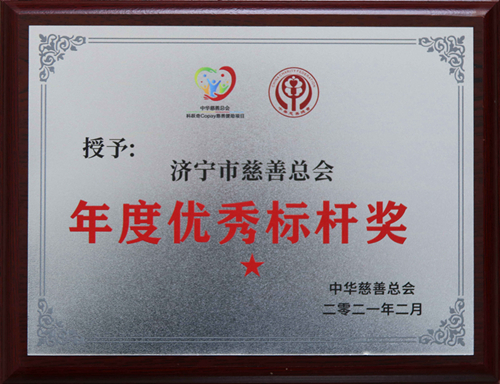 中华慈善总会
授予:
济宁市慈善总会
年度优秀标杆奖
中华慈善总会
二零二一年二月